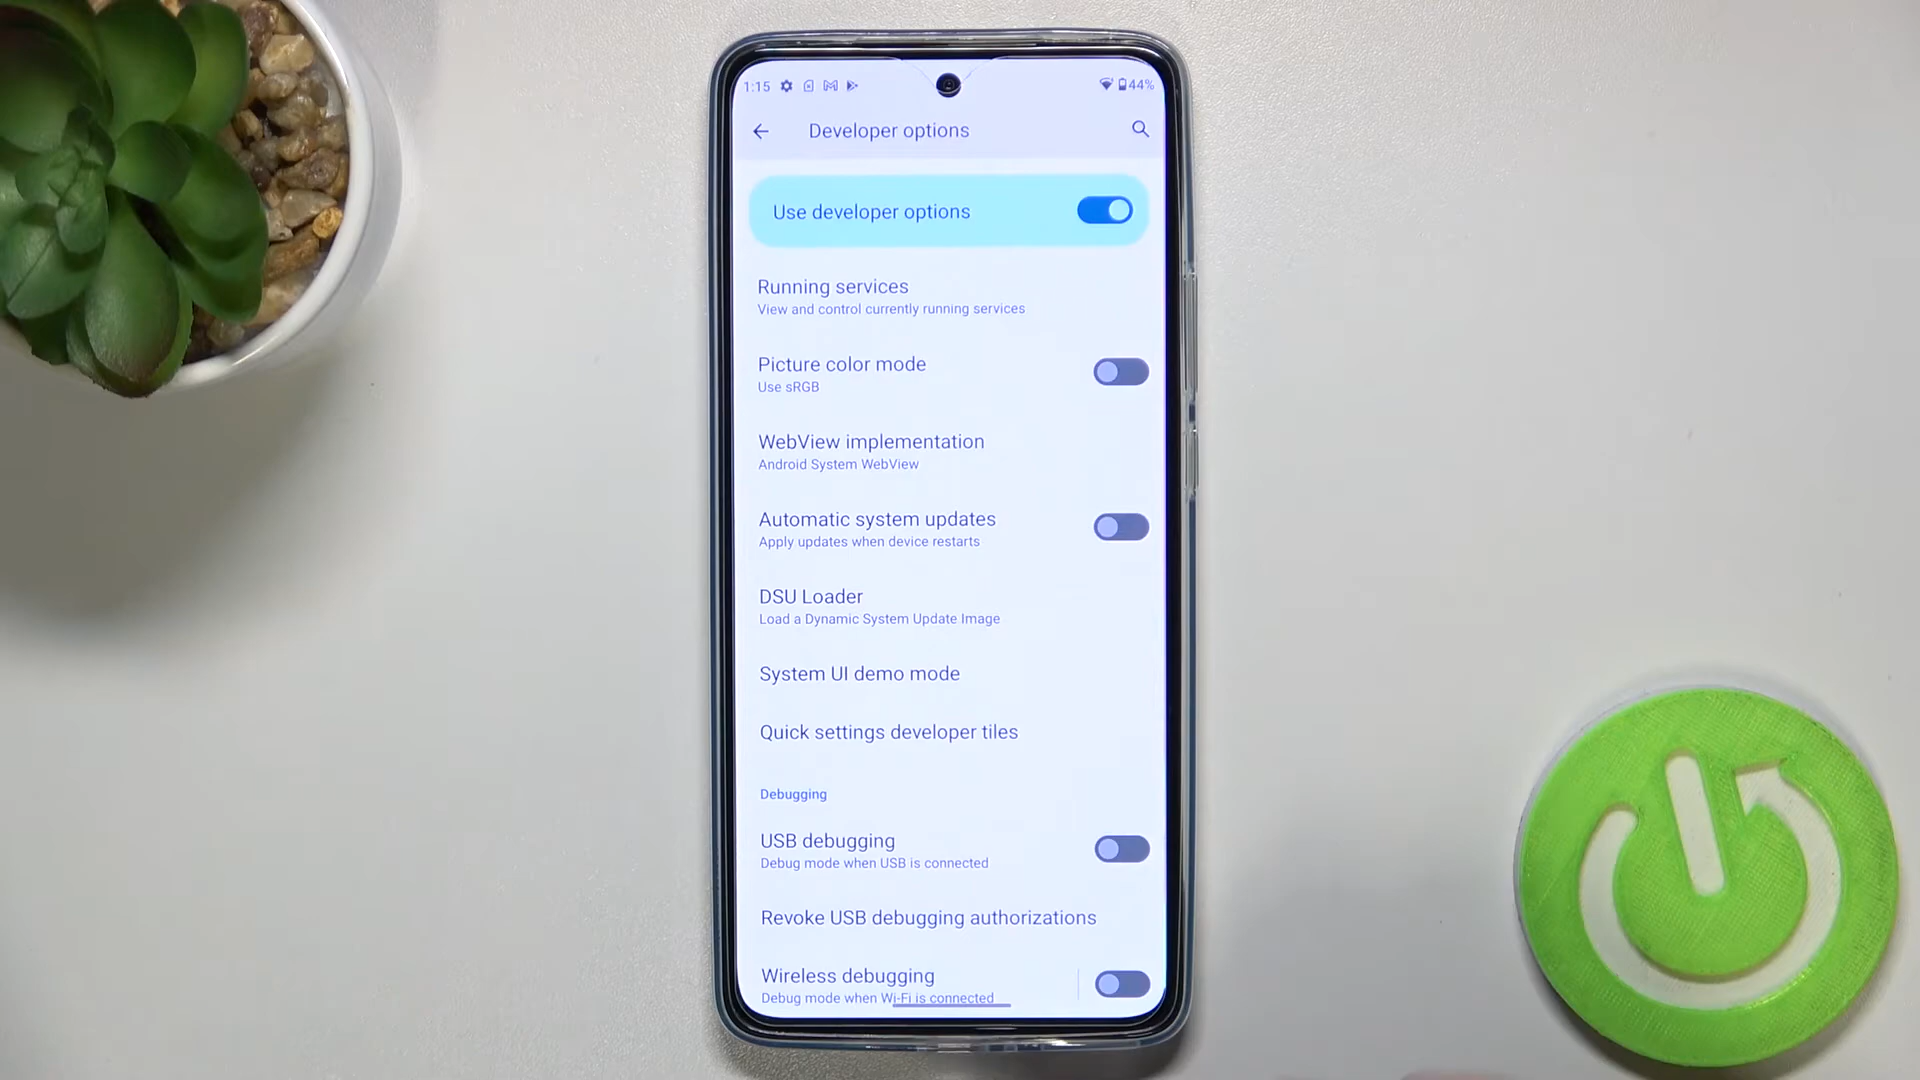 1:15 44%
Developer options
Use developer options
Running services
View and control currently running services
Picture color mode
Use sRGB
WebView implementation
Android System WebView
Automatic system updates
Apply updates when device restarts
DSU Loader
Load a Dynamic System Update Image
System UI demo mode
Quick settings developer tiles
Debugging
USB debugging
Debug mode when USB is connected
Revoke USB debugging authorizations
Wireless debugging
Debug mode when Wi-Fi is connected